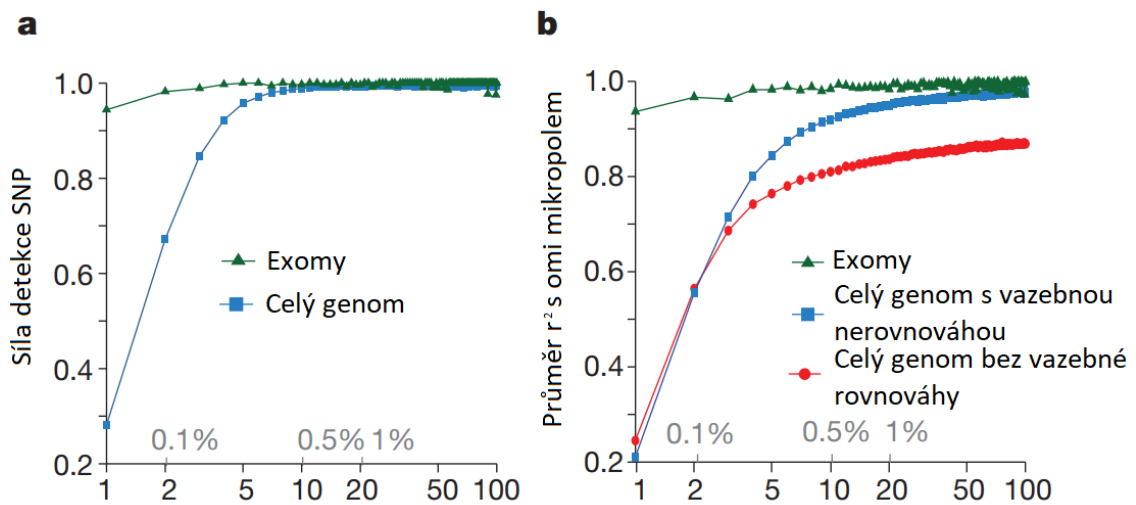 a
Síla detekce SNP
1.0
0.8
0.6
0.4
0.2
Exomy
Celý genom
0.1% 0.5% 1%
1 2 5 10 20 50 100
b
Průměr r² s omi mikropolem
1.0
0.8
0.6
0.4
0.2
Exomy
Celý genom s vazebnou
nerovnováhou
Celý genom bez vazebné
rovnováhy
0.1% 0.5% 1%
1 2 5 10 20 50 100